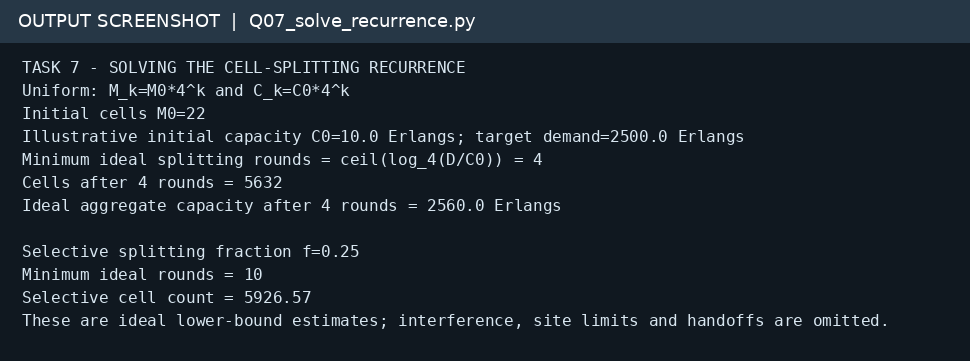 OUTPUT SCREENSHOT | Q07_solve_recurrence.py
TASK 7 - SOLVING THE CELL-SPLITTING RECURRENCE
Uniform: M_k=M0*4^k and C_k=C0*4^k
Initial cells M0=22
Illustrative initial capacity C0=10.0 Erlangs; target demand=2500.0 Erlangs
Minimum ideal splitting rounds = ceil(log_4(D/C0)) = 4
Cells after 4 rounds = 5632
Ideal aggregate capacity after 4 rounds = 2560.0 Erlangs
Selective splitting fraction f=0.25
Minimum ideal rounds = 10
Selective cell count = 5926.57
These are ideal lower-bound estimates; interference, site limits and handoffs are omitted.